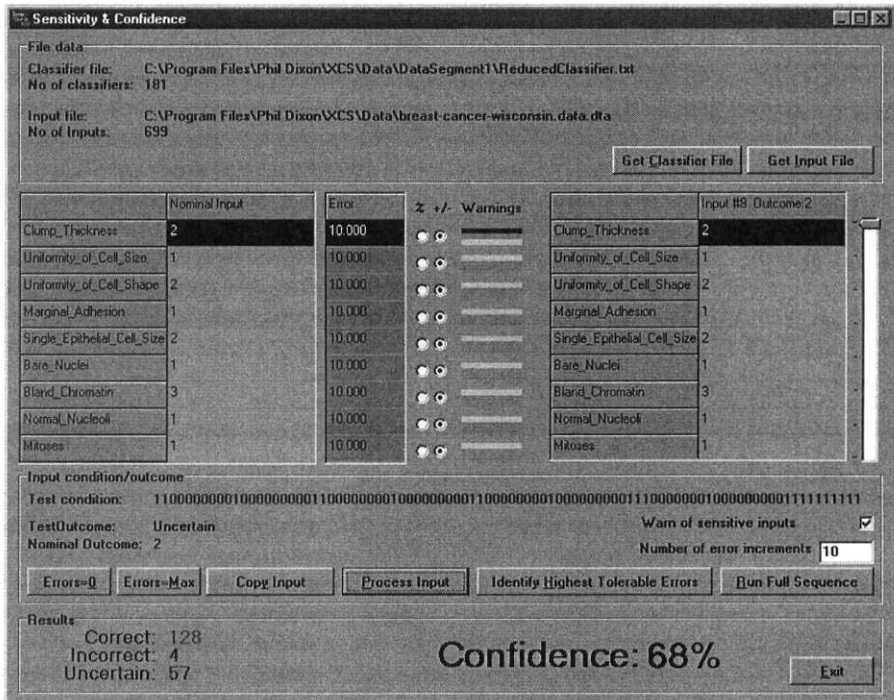 Sensitivity & Confidence
File data
Classifier file: C:\Program Files\Phil Dixon\XCS\Data\DataSegment1\ReducedClassifier.txt
No of classifiers: 181
Input file: C:\Program Files\Phil Dixon\XCS\Data\breast-cancer-wisconsin.data.dta
No of Inputs: 699
Get Classifier File Get Input File
Nominal Input Error % +/- Warnings Input #8 Outcome:2
Clump_Thickness 2 10.000 Clump_Thickness 2
Uniformity_of_Cell_Size 1 10.000 Uniformity_of_Cell_Size 1
Uniformity_of_Cell_Shape 2 10.000 Uniformity_of_Cell_Shape 2
Marginal_Adhesion 1 10.000 Marginal_Adhesion 1
Single_Epithelial_Cell_Size 2 10.000 Single_Epithelial_Cell_Size 2
Bare_Nuclei 1 10.000 Bare_Nuclei 1
Bland_Chromatin 3 10.000 Bland_Chromatin 3
Normal_Nucleoli 1 10.000 Normal_Nucleoli 1
Mitoses 1 10.000 Mitoses 1
Input condition/outcome
Test condition:
TestOutcome: Uncertain Warn of sensitive inputs
Nominal Outcome: 2 Number of error increments 10
Errors=0 Errors=Max Copy Input Process Input Identify Highest Tolerable Errors Run Full Sequence
Results
Correct: 128
Incorrect: 4
Uncertain: 57
Confidence: 68%
Exit